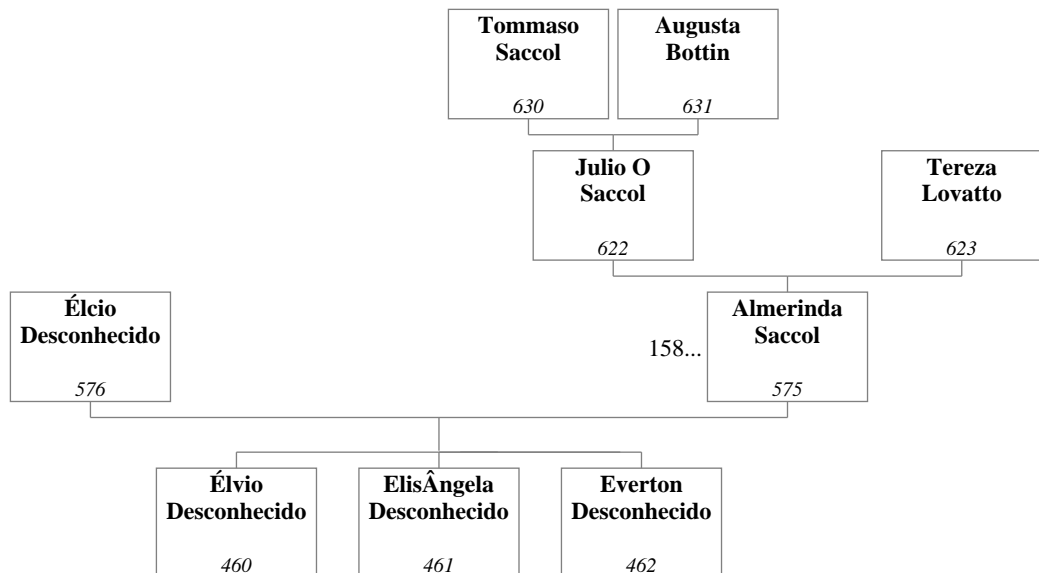 Tommaso
Saccol
630
Augusta
Bottin
631
Julio O
Saccol
622
Tereza
Lovatto
623
Élcio
Desconhecido
576
158...
Almerinda
Saccol
575
Élvio
Desconhecido
460
ElisÂngela
Desconhecido
461
Everton
Desconhecido
462